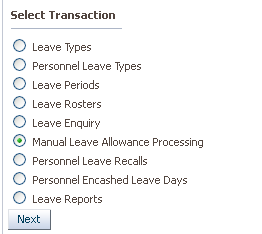 Select Transaction
Leave Types
Personnel Leave Types
Leave Periods
Leave Rosters
Leave Enquiry
Manual Leave Allowance Processing
Personnel Leave Recalls
Personnel Encashed Leave Days
Leave Reports
Next